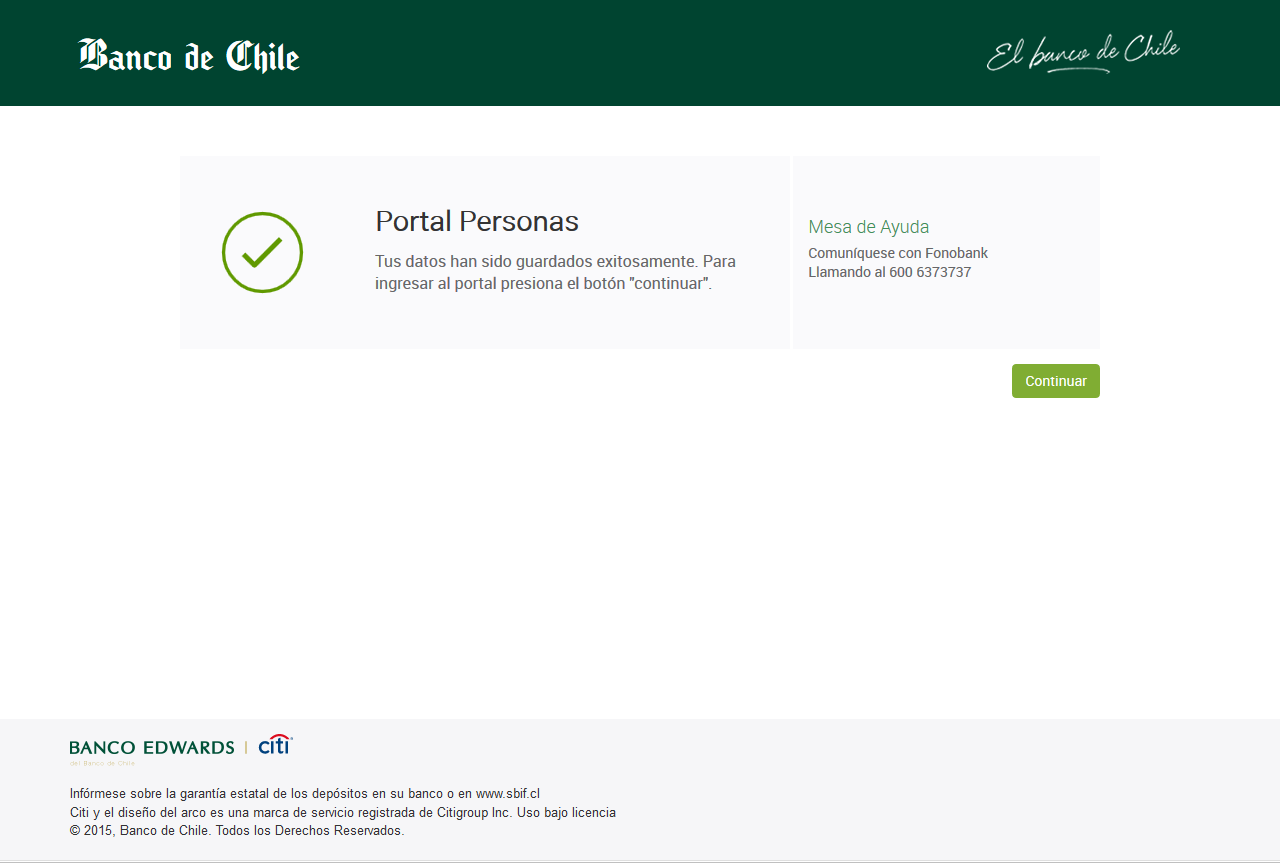 Banco de Chile
El banco de Chile
Portal Personas
Tus datos han sido guardados exitosamente. Para
ingresar al portal presiona el botón "continuar".
Mesa de Ayuda
Comuníquese con Fonobank
Llamando al 600 6373737
Continuar
BANCO EDWARDS | citi
del Banco de Chile
Infórmese sobre la garantía estatal de los depósitos en su banco o en www.sbif.cl
Citi y el diseño del arco es una marca de servicio registrada de Citigroup Inc. Uso bajo licencia
© 2015, Banco de Chile. Todos los Derechos Reservados.